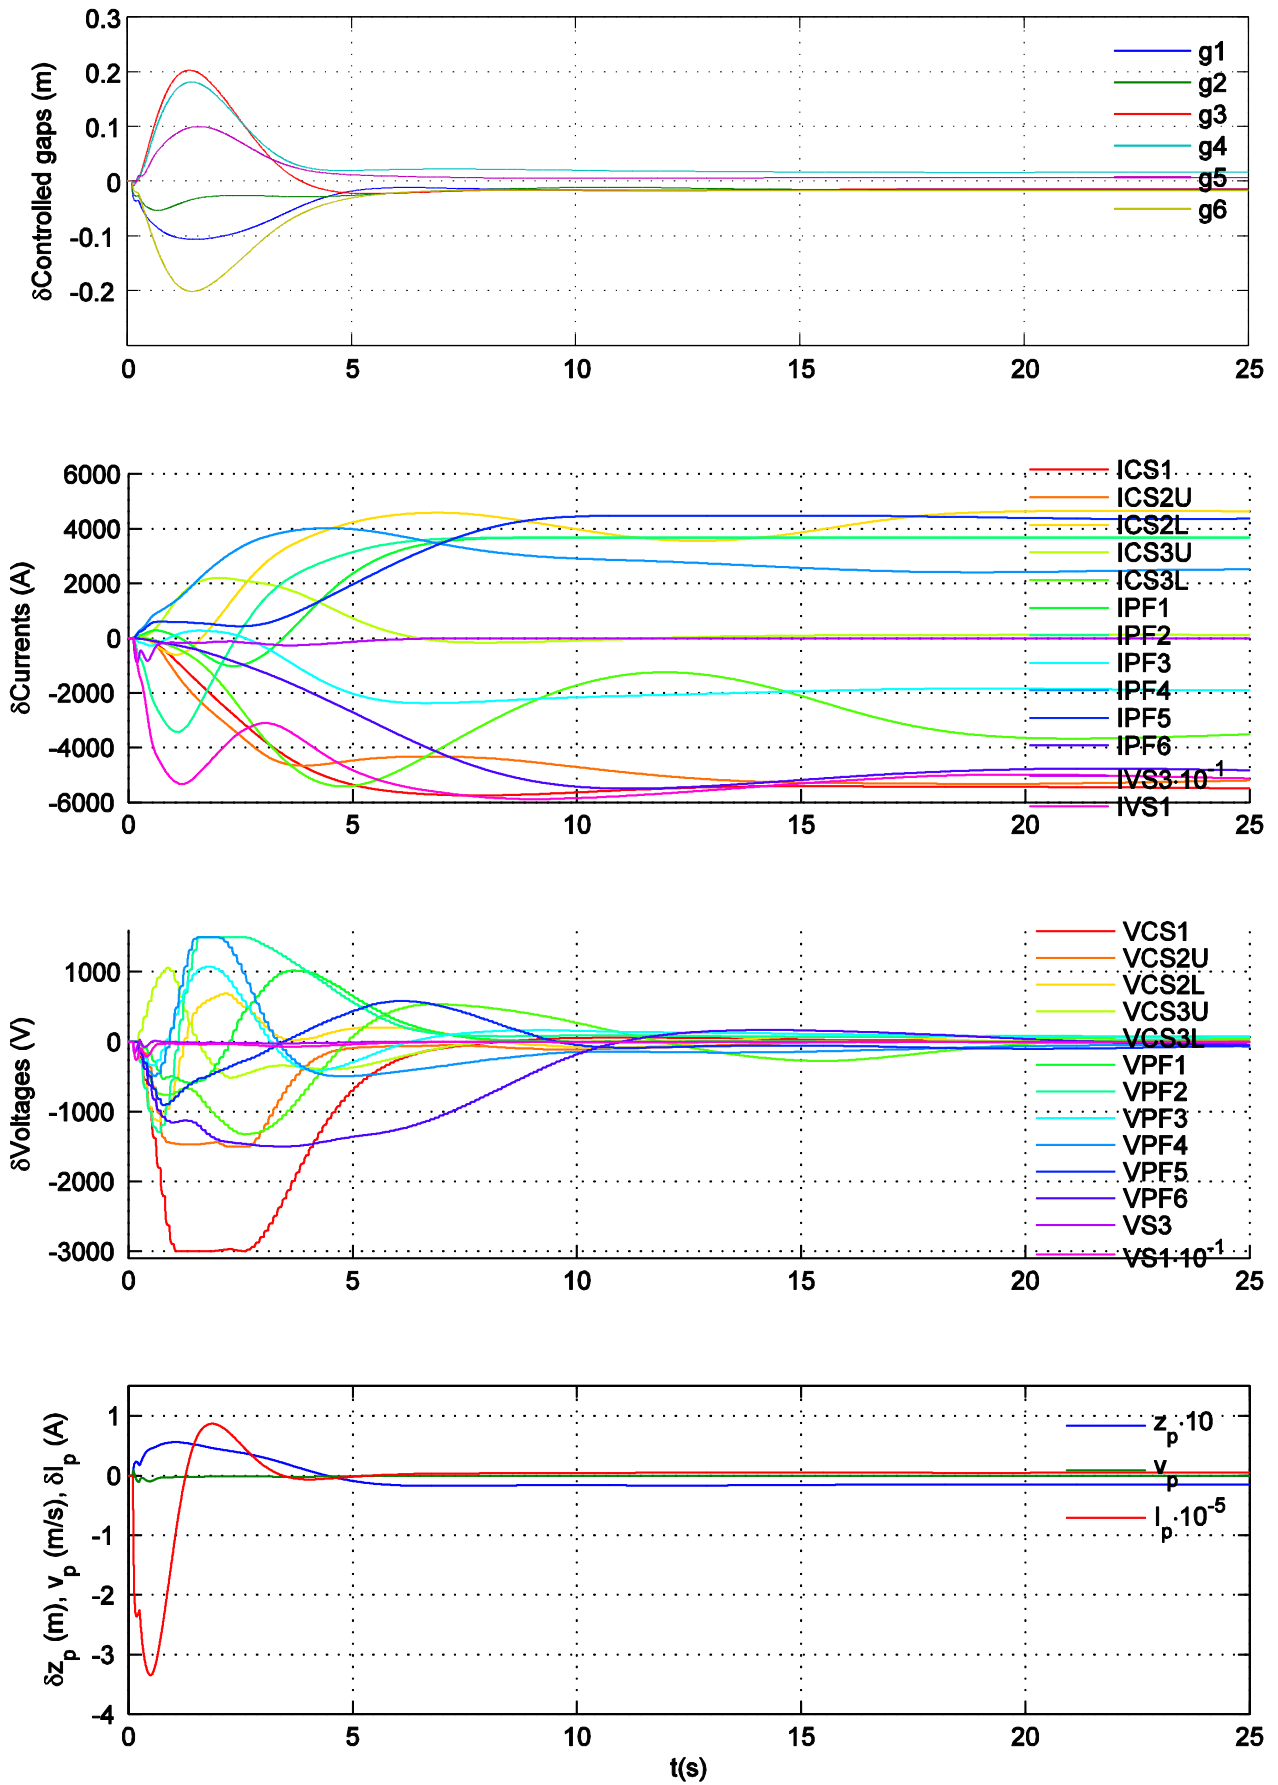 δControlled gaps (m)
0.3
0.2
0.1
0
-0.1
-0.2
0 5 10 15 20 25
g1
g2
g3
g4
g5
g6
δCurrents (A)
6000
4000
2000
0
-2000
-4000
-6000
0 5 10 15 20 25
ICS1
ICS2U
ICS2L
ICS3U
ICS3L
IPF1
IPF2
IPF3
IPF4
IPF5
IPF6
IVS3·10⁻¹
IVS1
δVoltages (V)
1000
0
-1000
-2000
-3000
0 5 10 15 20 25
VCS1
VCS2U
VCS2L
VCS3U
VCS3L
VPF1
VPF2
VPF3
VPF4
VPF5
VPF6
VS3
VS1·10⁻¹
δzₚ (m), vₚ (m/s), δIₚ (A)
1
0
-1
-2
-3
-4
0 5 10 15 20 25
zₚ·10
vₚ
Iₚ·10⁻⁵
t(s)